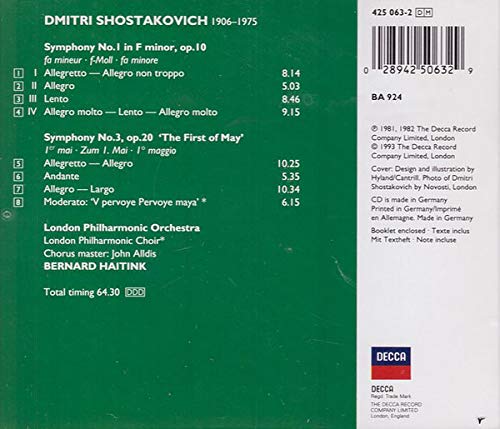 DMITRI SHOSTAKOVICH 1906–1975
Symphony No.1 in F minor, op.10
fa mineur · f-Moll · fa minore
1 I Allegretto — Allegro non troppo 8.14
2 II Allegro 5.03
3 III Lento 8.46
4 IV Allegro molto — Lento — Allegro molto 9.15
Symphony No.3, op.20 ‘The First of May’
1er mai · Zum 1. Mai · 1° maggio
5 Allegretto — Allegro 10.25
6 Andante 5.35
7 Allegro — Largo 10.34
8 Moderato: ‘V pervoye Pervoye maya’ * 6.15
London Philharmonic Orchestra
London Philharmonic Choir*
Chorus master: John Alldis
BERNARD HAITINK
Total timing 64.30 DDD
425 063-2 DM
0 28942 50632 9
BA 924
℗ 1981, 1982 The Decca Record
Company Limited, London
© 1993 The Decca Record
Company Limited, London
Cover: Design and illustration by
Hyland/Cantrill. Photo of Dmitri
Shostakovich by Novosti, London
CD is made in Germany
Printed in Germany/Imprimé
en Allemagne. Made in Germany
Booklet enclosed · Texte inclus
Mit Textheft · Note incluse
DECCA
DECCA
Regd. Trade Mark
THE DECCA RECORD
COMPANY LIMITED
London, England